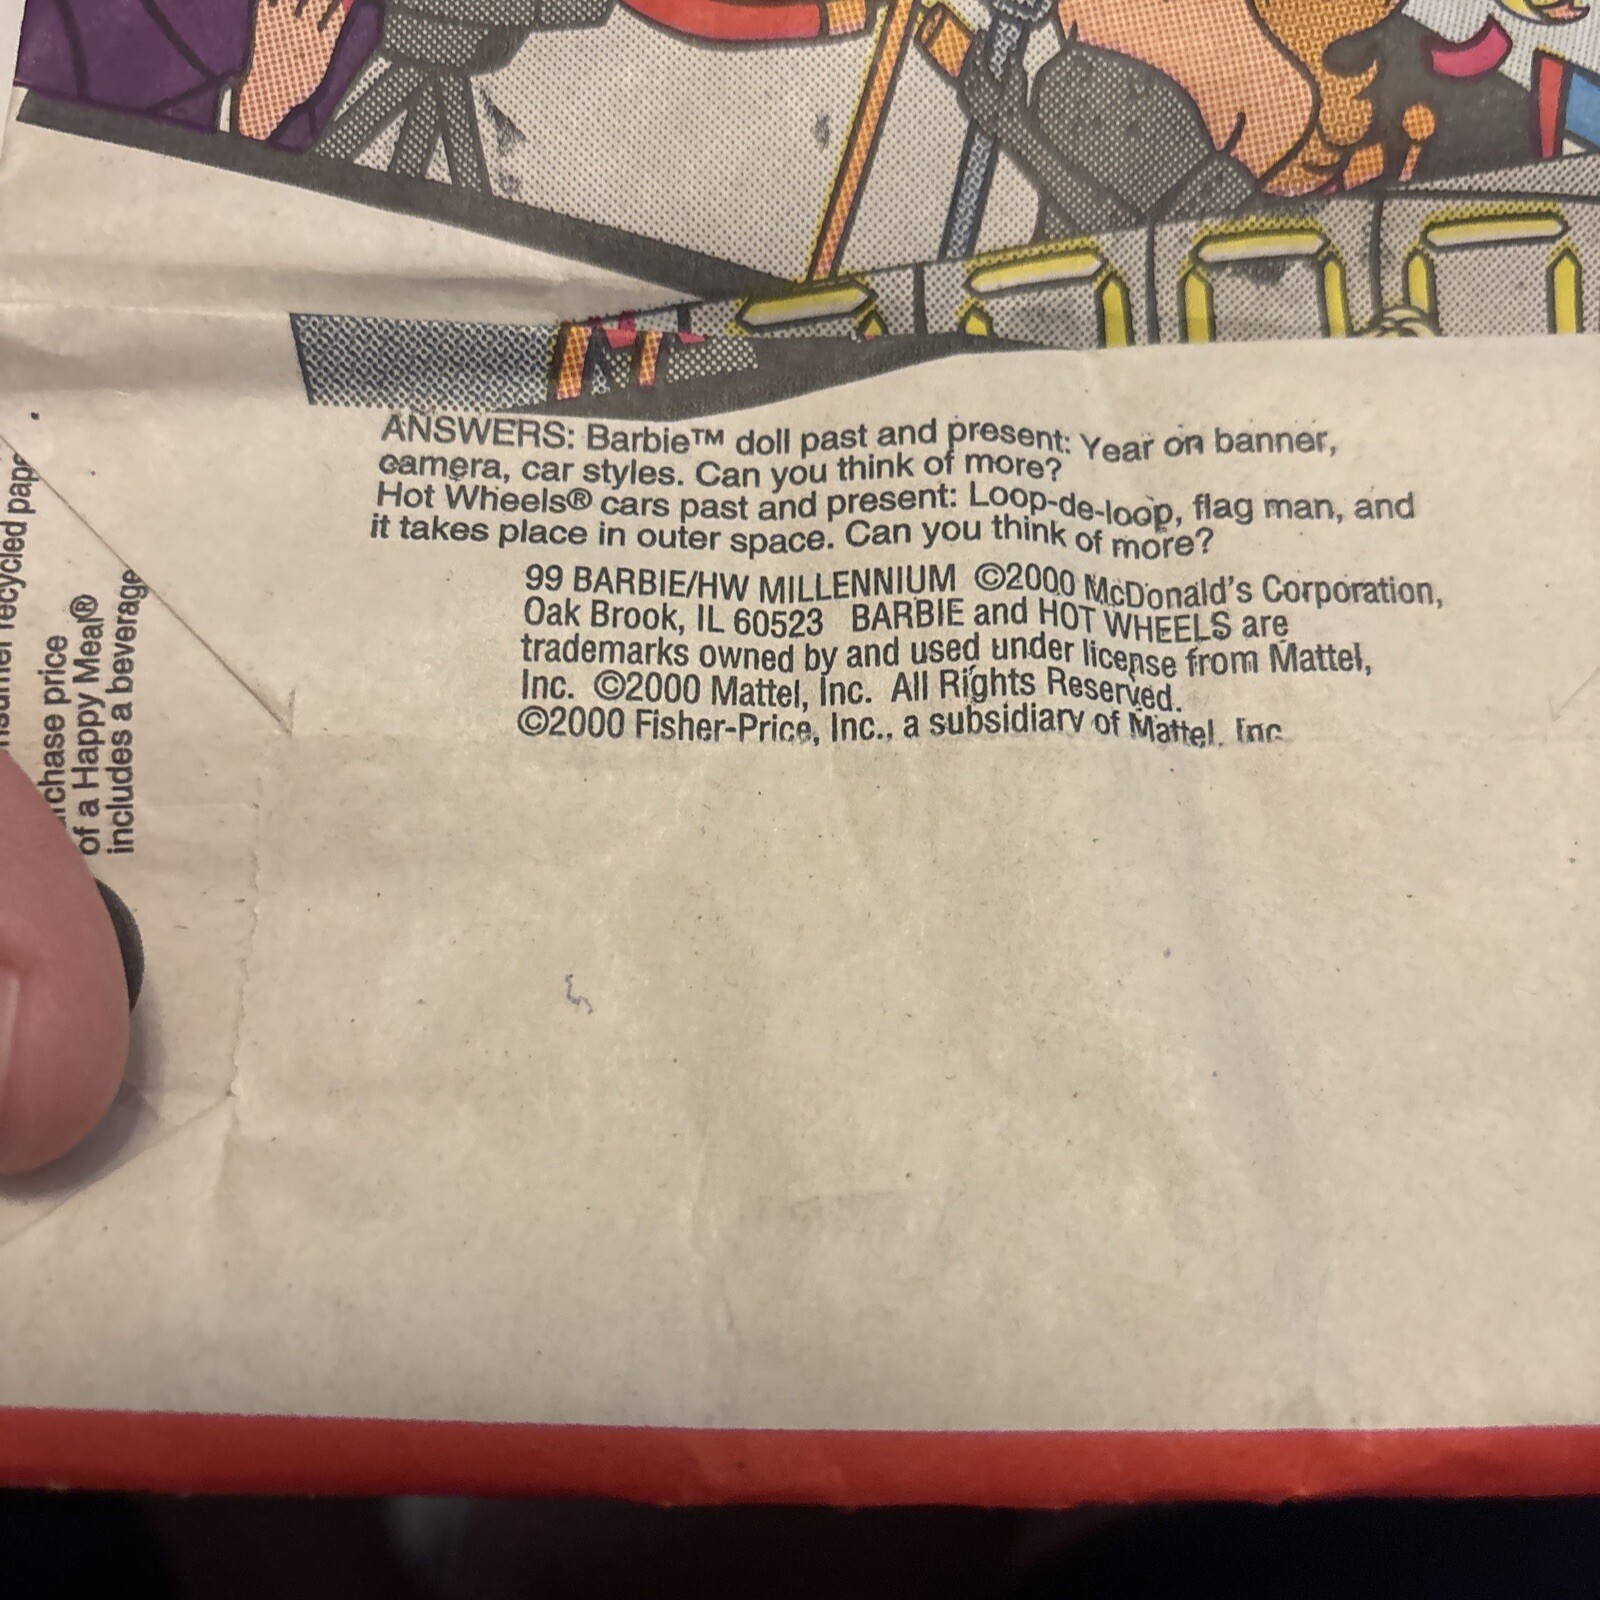 ANSWERS: Barbie™ doll past and present: Year on banner,
camera, car styles. Can you think of more?
Hot Wheels® cars past and present: Loop-de-loop, flag man, and
it takes place in outer space. Can you think of more?
99 BARBIE/HW MILLENNIUM ©2000 McDonald's Corporation,
Oak Brook, IL 60523 BARBIE and HOT WHEELS are
trademarks owned by and used under license from Mattel,
Inc. ©2000 Mattel, Inc. All Rights Reserved.
©2000 Fisher-Price, Inc., a subsidiary of Mattel, Inc.
recycled
price
of a Happy Meal®
includes a beverage